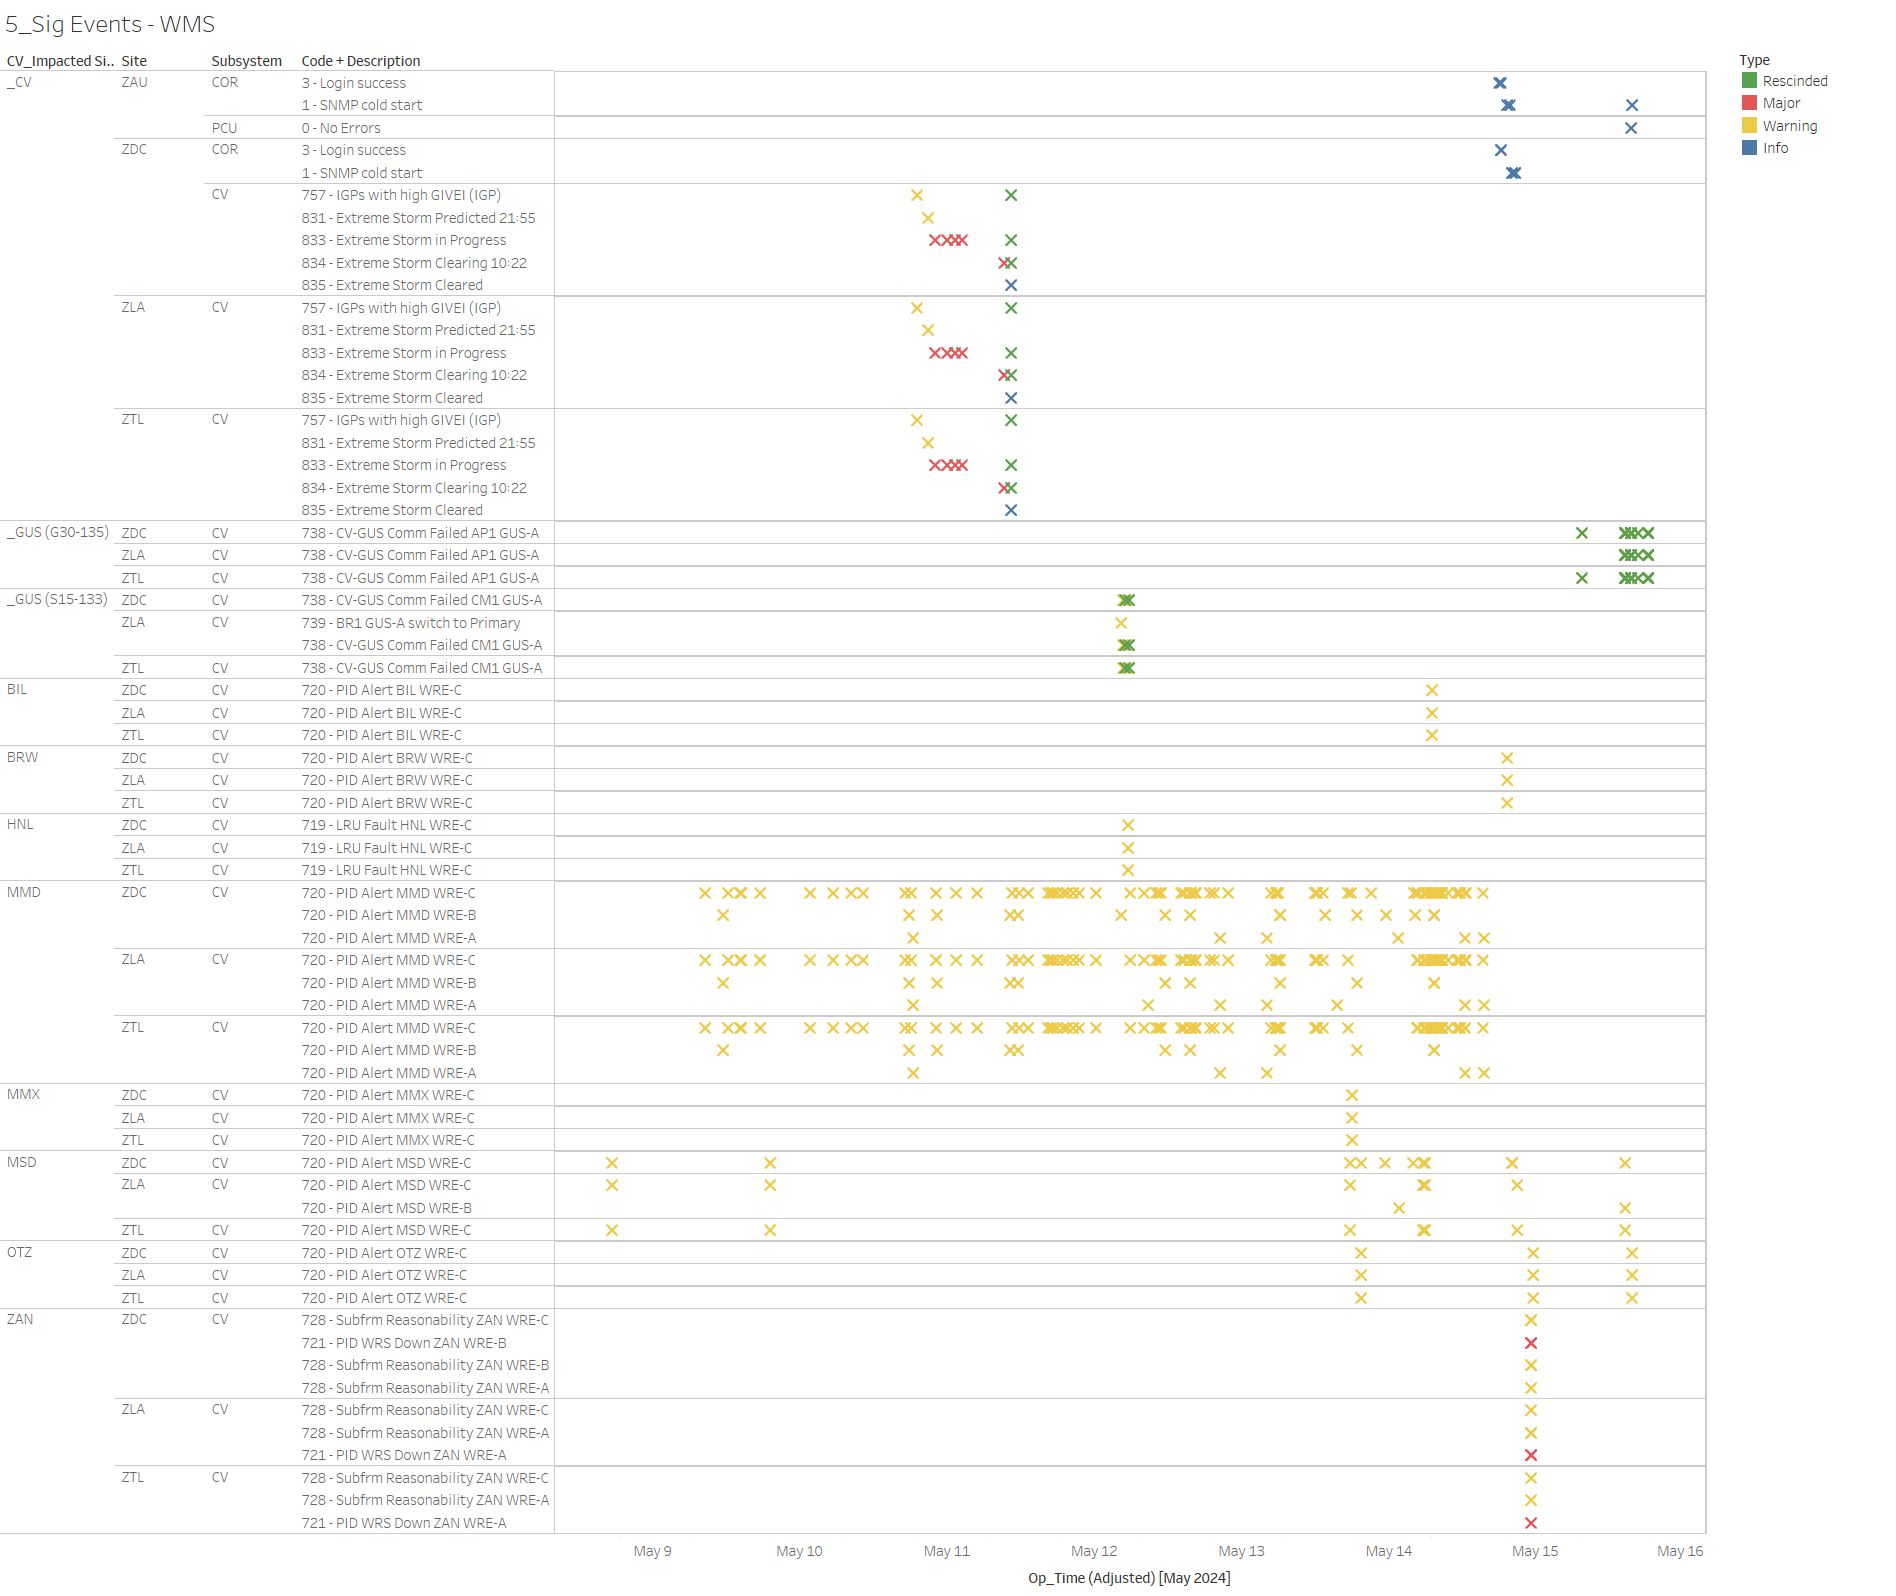 5_Sig Events - WMS
CV_Impacted Si.. Site Subsystem Code + Description
_CV ZAU COR 3 - Login success
1 - SNMP cold start
PCU 0 - No Errors
ZDC COR 3 - Login success
1 - SNMP cold start
CV 757 - IGPs with high GIVEI (IGP)
831 - Extreme Storm Predicted 21:55
833 - Extreme Storm in Progress
834 - Extreme Storm Clearing 10:22
835 - Extreme Storm Cleared
ZLA CV 757 - IGPs with high GIVEI (IGP)
831 - Extreme Storm Predicted 21:55
833 - Extreme Storm in Progress
834 - Extreme Storm Clearing 10:22
835 - Extreme Storm Cleared
ZTL CV 757 - IGPs with high GIVEI (IGP)
831 - Extreme Storm Predicted 21:55
833 - Extreme Storm in Progress
834 - Extreme Storm Clearing 10:22
835 - Extreme Storm Cleared
_GUS (G30-135) ZDC CV 738 - CV-GUS Comm Failed AP1 GUS-A
ZLA CV 738 - CV-GUS Comm Failed AP1 GUS-A
ZTL CV 738 - CV-GUS Comm Failed AP1 GUS-A
_GUS (S15-133) ZDC CV 738 - CV-GUS Comm Failed CM1 GUS-A
ZLA CV 739 - BR1 GUS-A switch to Primary
738 - CV-GUS Comm Failed CM1 GUS-A
ZTL CV 738 - CV-GUS Comm Failed CM1 GUS-A
BIL ZDC CV 720 - PID Alert BIL WRE-C
ZLA CV 720 - PID Alert BIL WRE-C
ZTL CV 720 - PID Alert BIL WRE-C
BRW ZDC CV 720 - PID Alert BRW WRE-C
ZLA CV 720 - PID Alert BRW WRE-C
ZTL CV 720 - PID Alert BRW WRE-C
HNL ZDC CV 719 - LRU Fault HNL WRE-C
ZLA CV 719 - LRU Fault HNL WRE-C
ZTL CV 719 - LRU Fault HNL WRE-C
MMD ZDC CV 720 - PID Alert MMD WRE-C
720 - PID Alert MMD WRE-B
720 - PID Alert MMD WRE-A
ZLA CV 720 - PID Alert MMD WRE-C
720 - PID Alert MMD WRE-B
720 - PID Alert MMD WRE-A
ZTL CV 720 - PID Alert MMD WRE-C
720 - PID Alert MMD WRE-B
720 - PID Alert MMD WRE-A
MMX ZDC CV 720 - PID Alert MMX WRE-C
ZLA CV 720 - PID Alert MMX WRE-C
ZTL CV 720 - PID Alert MMX WRE-C
MSD ZDC CV 720 - PID Alert MSD WRE-C
ZLA CV 720 - PID Alert MSD WRE-C
720 - PID Alert MSD WRE-B
ZTL CV 720 - PID Alert MSD WRE-C
OTZ ZDC CV 720 - PID Alert OTZ WRE-C
ZLA CV 720 - PID Alert OTZ WRE-C
ZTL CV 720 - PID Alert OTZ WRE-C
ZAN ZDC CV 728 - Subfrm Reasonability ZAN WRE-C
721 - PID WRS Down ZAN WRE-B
728 - Subfrm Reasonability ZAN WRE-B
728 - Subfrm Reasonability ZAN WRE-A
ZLA CV 728 - Subfrm Reasonability ZAN WRE-C
728 - Subfrm Reasonability ZAN WRE-A
721 - PID WRS Down ZAN WRE-A
ZTL CV 728 - Subfrm Reasonability ZAN WRE-C
728 - Subfrm Reasonability ZAN WRE-A
721 - PID WRS Down ZAN WRE-A
May 9 May 10 May 11 May 12 May 13 May 14 May 15 May 16
Op_Time (Adjusted) [May 2024]
Type
Rescinded
Major
Warning
Info